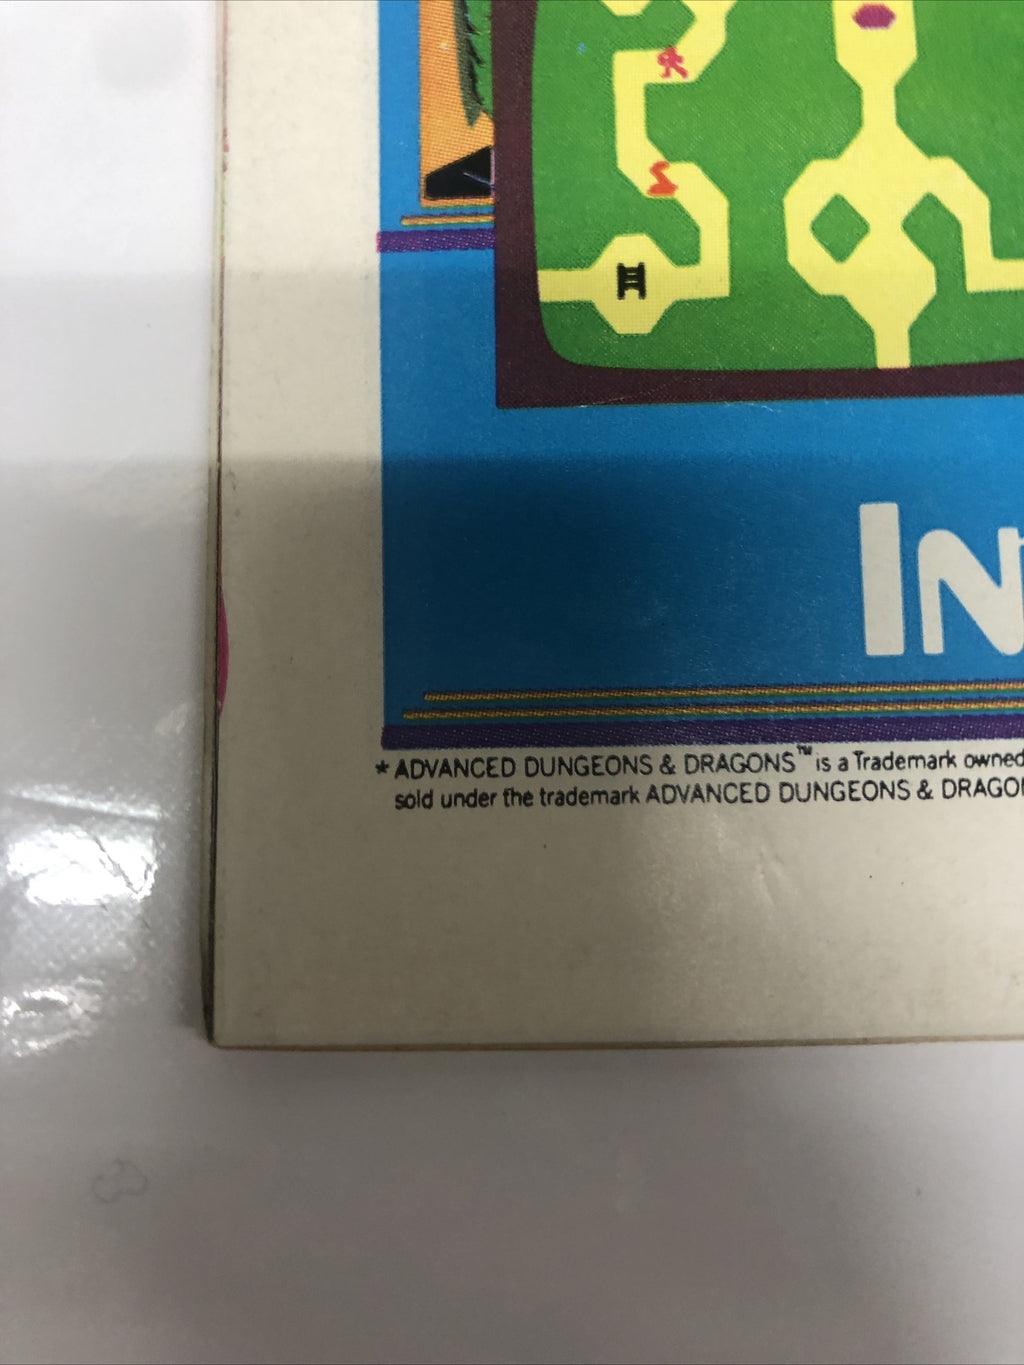 IN
* ADVANCED DUNGEONS & DRAGONS™ is a Trademark owned
sold under the trademark ADVANCED DUNGEONS & DRAGO